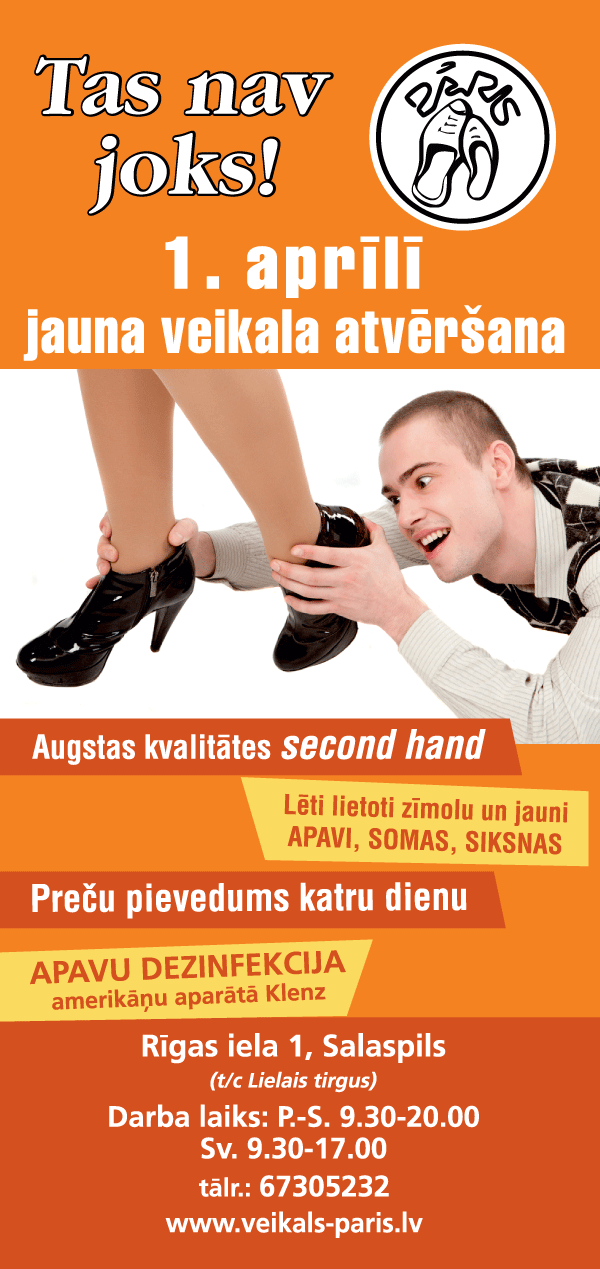 Tas nav
joks!
PĀRIS
1. aprīlī
jauna veikala atvēršana
Augstas kvalitātes second hand
Lēti lietoti zīmolu un jauni
APAVI, SOMAS, SIKSNAS
Preču pievedums katru dienu
APAVU DEZINFEKCIJA
amerikāņu aparātā Klenz
Rīgas iela 1, Salaspils
(t/c Lielais tirgus)
Darba laiks: P.-S. 9.30-20.00
Sv. 9.30-17.00
tālr.: 67305232
www.veikals-paris.lv